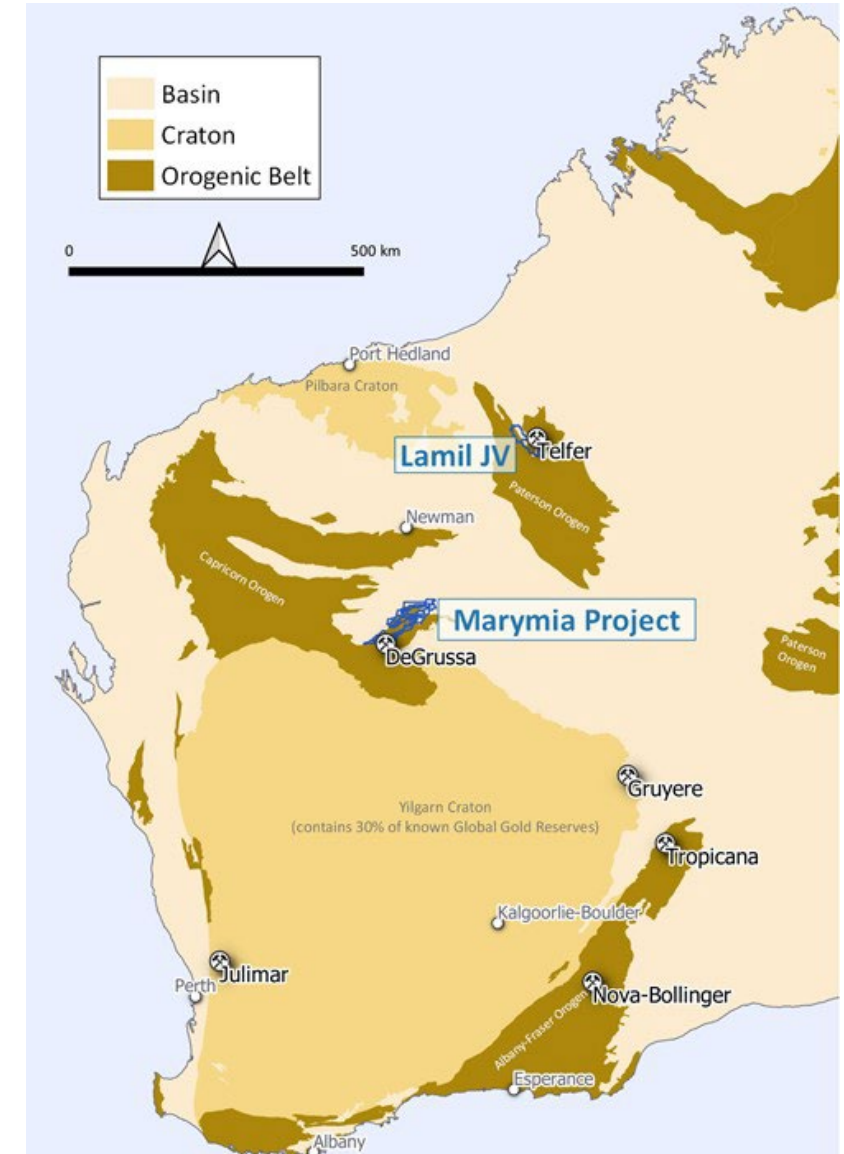 Basin
Craton
Orogenic Belt
0
500 km
Port Hedland
Pilbara Craton
Lamil JV
Telfer
Paterson Orogen
Newman
Capricorn Orogen
Marymia Project
DeGrussa
Paterson
Orogen
Gruyere
Yilgarn Craton
(contains 30% of known Global Gold Reserves)
Tropicana
Kalgoorlie-Boulder
Julimar
Perth
Nova-Bollinger
Albany-Fraser Orogen
Esperance
Albany